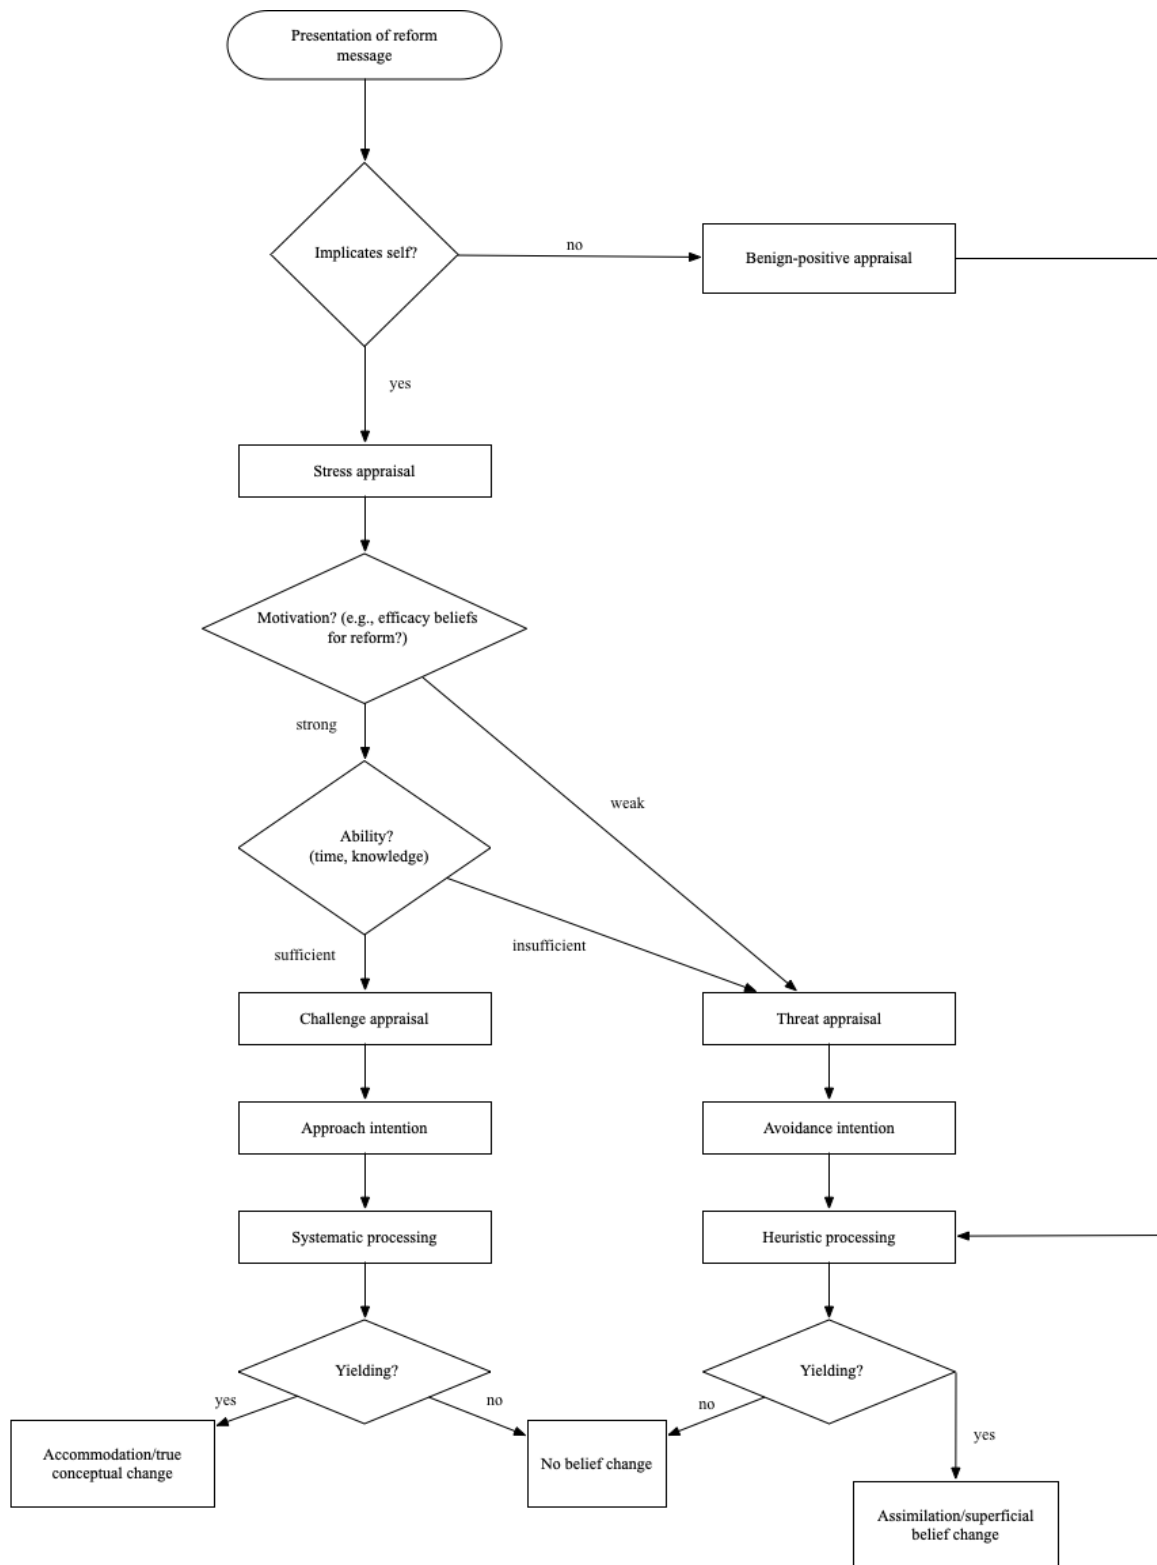 Presentation of reform
message
Implicates self?
no
Benign-positive appraisal
yes
Stress appraisal
Motivation? (e.g., efficacy beliefs
for reform?)
strong
weak
Ability?
(time, knowledge)
sufficient
insufficient
Challenge appraisal
Threat appraisal
Approach intention
Avoidance intention
Systematic processing
Heuristic processing
Yielding?
Yielding?
yes
no
no
yes
Accommodation/true
conceptual change
No belief change
Assimilation/superficial
belief change